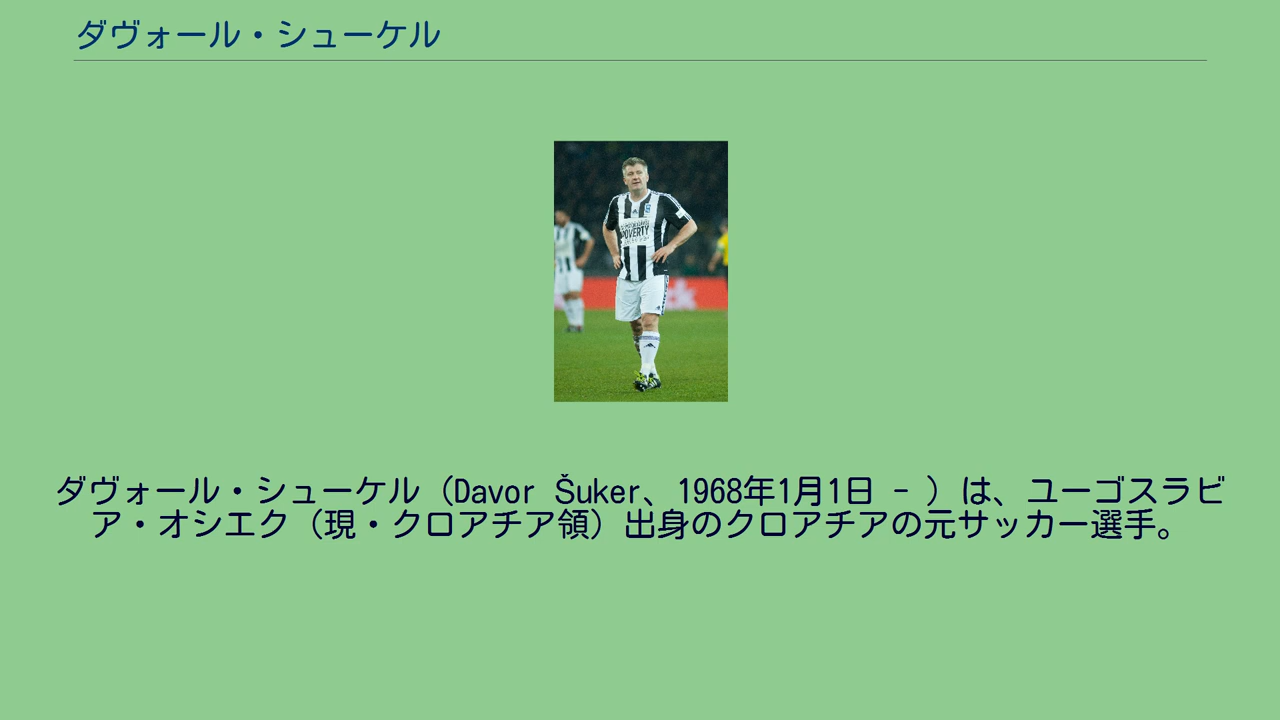 ダヴォール・シューケル
POVERTY
ダヴォール・シューケル（Davor Šuker、1968年1月1日 - ）は、ユーゴスラビ
ア・オシエク（現・クロアチア領）出身のクロアチアの元サッカー選手。